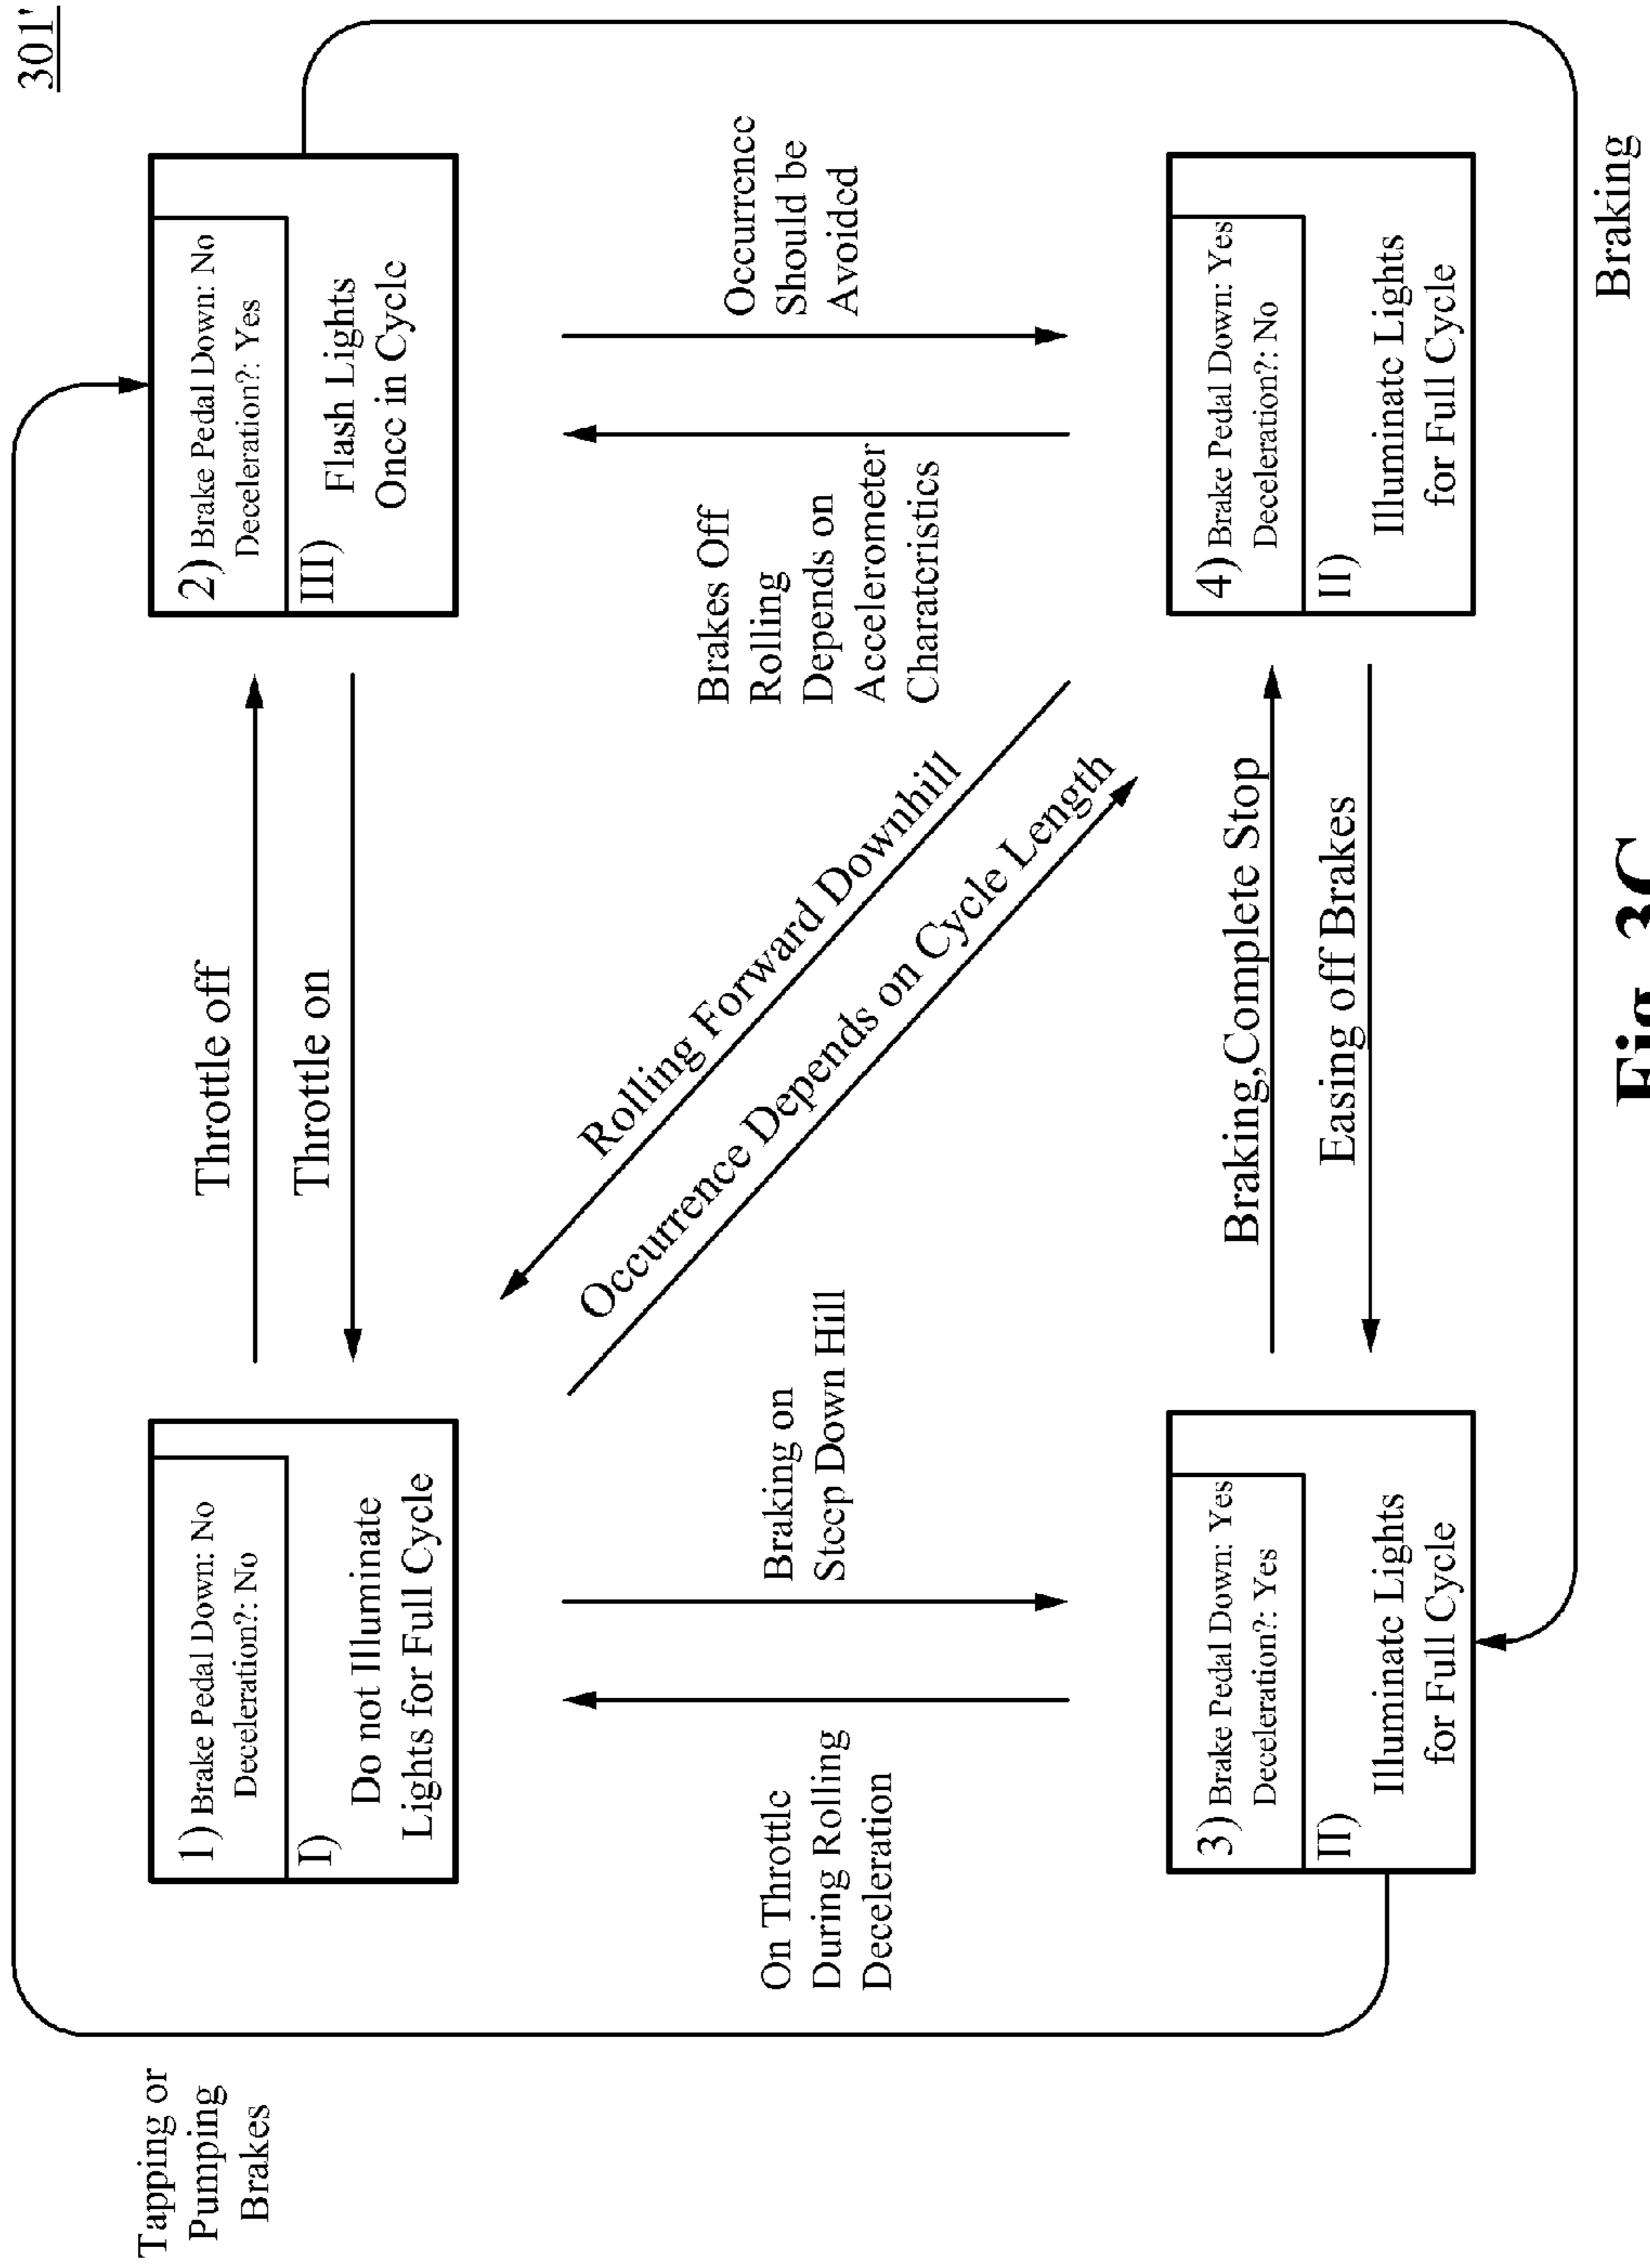 301'
Tapping or
Pumping
Brakes
Throttle off
Throttle on
1) Brake Pedal Down: No
Deceleration?: No
I)
Do not Illuminate
Lights for Full Cycle
2) Brake Pedal Down: No
Deceleration?: Yes
III)
Flash Lights
Once in Cycle
On Throttle
During Rolling
Deceleration
Braking on
Steep Down Hill
Rolling Forward Downhill
Occurrence Depends on Cycle Length
Brakes Off
Rolling
Depends on
Accelerometer
Charateristics
Occurrence
Should be
Avoided
3) Brake Pedal Down: Yes
Deceleration?: Yes
II)
Illuminate Lights
for Full Cycle
Braking,Complete Stop
Easing off Brakes
4) Brake Pedal Down: Yes
Deceleration?: No
II)
Illuminate Lights
for Full Cycle
Braking
Fig. 3C